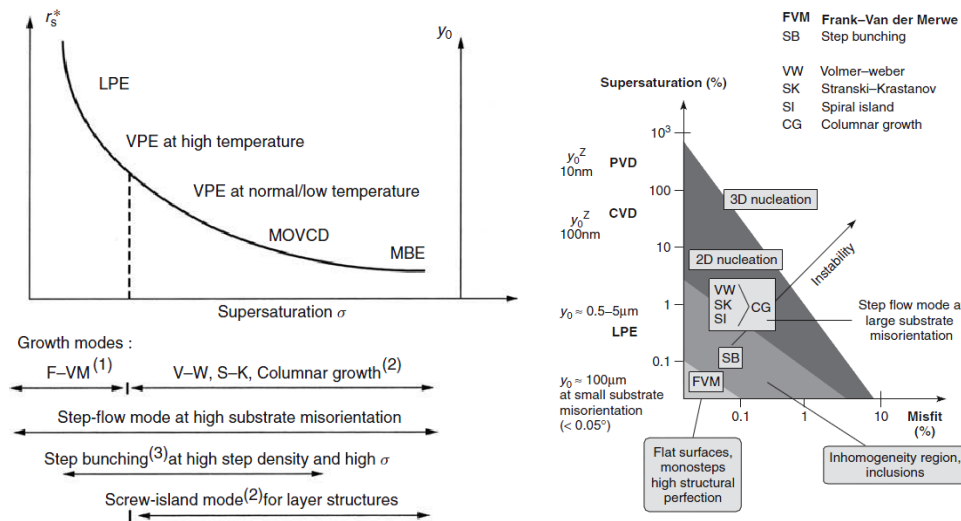 r_s*
y₀
LPE
VPE at high temperature
VPE at normal/low temperature
MOVCD
MBE
Supersaturation σ
Growth modes :
F–VM⁽¹⁾
V–W, S–K, Columnar growth⁽²⁾
Step-flow mode at high substrate misorientation
Step bunching⁽³⁾at high step density and high σ
Screw-island mode⁽²⁾for layer structures
FVM Frank–Van der Merwe
SB Step bunching
VW Volmer–weber
SK Stranski–Krastanov
SI Spiral island
CG Columnar growth
Supersaturation (%)
10³
100
10
1
0.1
y₀ᶻ
10nm
PVD
y₀ᶻ
100nm
CVD
y₀ ≈ 0.5–5μm
LPE
y₀ ≈ 100μm
at small substrate
misorientation
(< 0.05°)
3D nucleation
2D nucleation
VW
SK
SI
CG
SB
FVM
Instability
Step flow mode at
large substrate
misorientation
0.1
1
10
Misfit
(%)
Flat surfaces,
monosteps
high structural
perfection
Inhomogeneity region,
inclusions